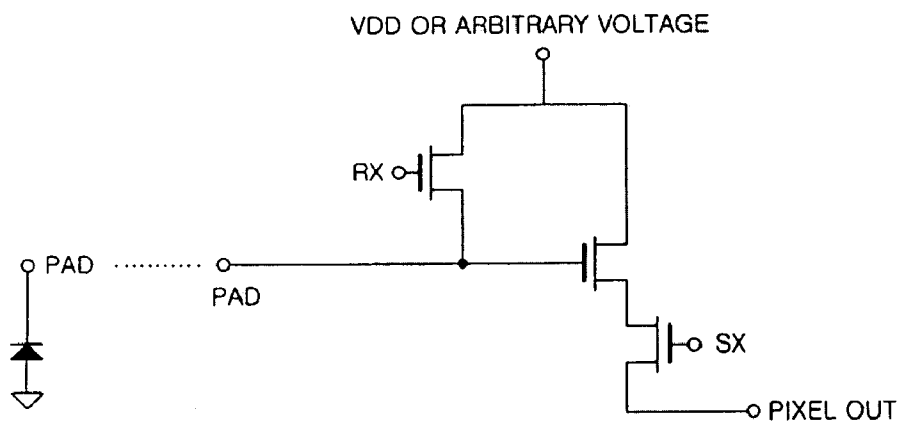 VDD OR ARBITRARY VOLTAGE
RX
PAD
PAD
SX
PIXEL OUT